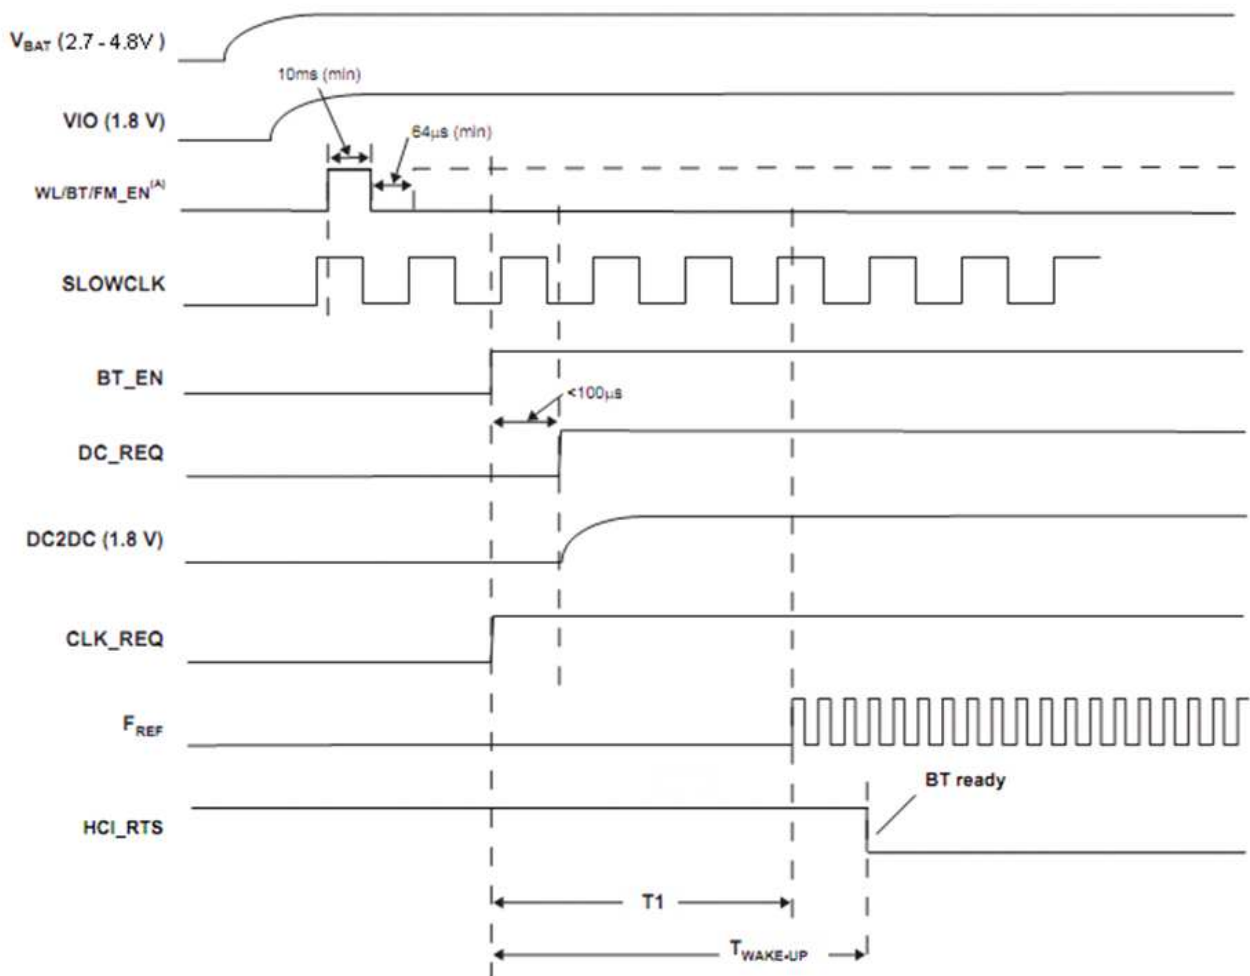 VBAT (2.7 - 4.8V )
10ms (min)
VIO (1.8 V)
64µs (min)
WL/BT/FM_EN(A)
SLOWCLK
BT_EN
<100µs
DC_REQ
DC2DC (1.8 V)
CLK_REQ
FREF
BT ready
HCI_RTS
T1
TWAKE-UP